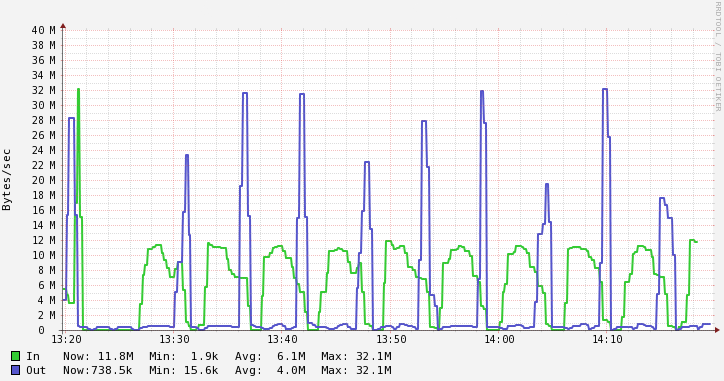 40 M
38 M
36 M
34 M
32 M
30 M
28 M
26 M
24 M
22 M
20 M
18 M
16 M
14 M
12 M
10 M
8 M
6 M
4 M
2 M
0
Bytes/sec
RRDTOOL / TOBI OETIKER
13:20 13:30 13:40 13:50 14:00 14:10
In Now: 11.8M Min: 1.9k Avg: 6.1M Max: 32.1M
Out Now:738.5k Min: 15.6k Avg: 4.0M Max: 32.1M